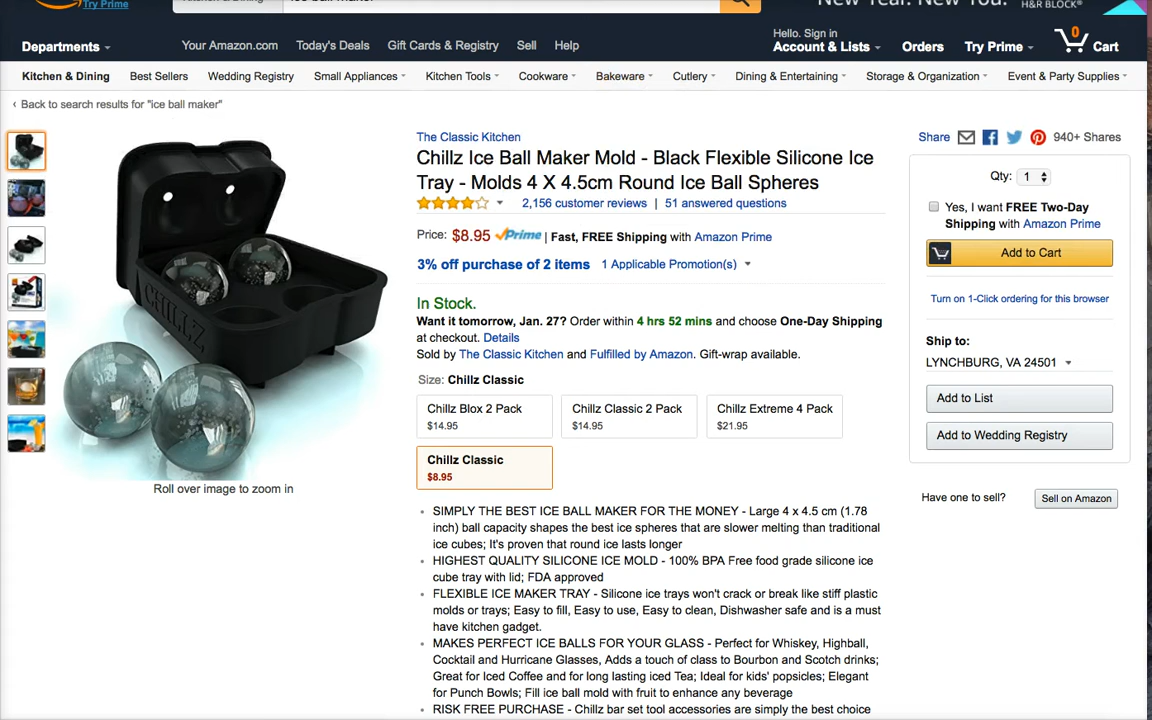 Try Prime
H&R BLOCK®
Departments
Your Amazon.com
Today's Deals
Gift Cards & Registry
Sell
Help
Hello. Sign in
Account & Lists
Orders
Try Prime
0
Cart
Kitchen & Dining
Best Sellers
Wedding Registry
Small Appliances
Kitchen Tools
Cookware
Bakeware
Cutlery
Dining & Entertaining
Storage & Organization
Event & Party Supplies
‹ Back to search results for "ice ball maker"
CHILLZ
Roll over image to zoom in
The Classic Kitchen
Chillz Ice Ball Maker Mold - Black Flexible Silicone Ice
Tray - Molds 4 X 4.5cm Round Ice Ball Spheres
2,156 customer reviews | 51 answered questions
Price: $8.95 Prime | Fast, FREE Shipping with Amazon Prime
3% off purchase of 2 items 1 Applicable Promotion(s)
In Stock.
Want it tomorrow, Jan. 27? Order within 4 hrs 52 mins and choose One-Day Shipping
at checkout. Details
Sold by The Classic Kitchen and Fulfilled by Amazon. Gift-wrap available.
Size: Chillz Classic
Chillz Blox 2 Pack
$14.95
Chillz Classic 2 Pack
$14.95
Chillz Extreme 4 Pack
$21.95
Chillz Classic
$8.95
• SIMPLY THE BEST ICE BALL MAKER FOR THE MONEY - Large 4 x 4.5 cm (1.78
inch) ball capacity shapes the best ice spheres that are slower melting than traditional
ice cubes; It's proven that round ice lasts longer
• HIGHEST QUALITY SILICONE ICE MOLD - 100% BPA Free food grade silicone ice
cube tray with lid; FDA approved
• FLEXIBLE ICE MAKER TRAY - Silicone ice trays won't crack or break like stiff plastic
molds or trays; Easy to fill, Easy to use, Easy to clean, Dishwasher safe and is a must
have kitchen gadget.
• MAKES PERFECT ICE BALLS FOR YOUR GLASS - Perfect for Whiskey, Highball,
Cocktail and Hurricane Glasses, Adds a touch of class to Bourbon and Scotch drinks;
Great for Iced Coffee and for long lasting iced Tea; Ideal for kids' popsicles; Elegant
for Punch Bowls; Fill ice ball mold with fruit to enhance any beverage
• RISK FREE PURCHASE - Chillz bar set tool accessories are simply the best choice
Share
940+ Shares
Qty: 1
Yes, I want FREE Two-Day
Shipping with Amazon Prime
Add to Cart
Turn on 1-Click ordering for this browser
Ship to:
LYNCHBURG, VA 24501
Add to List
Add to Wedding Registry
Have one to sell?
Sell on Amazon